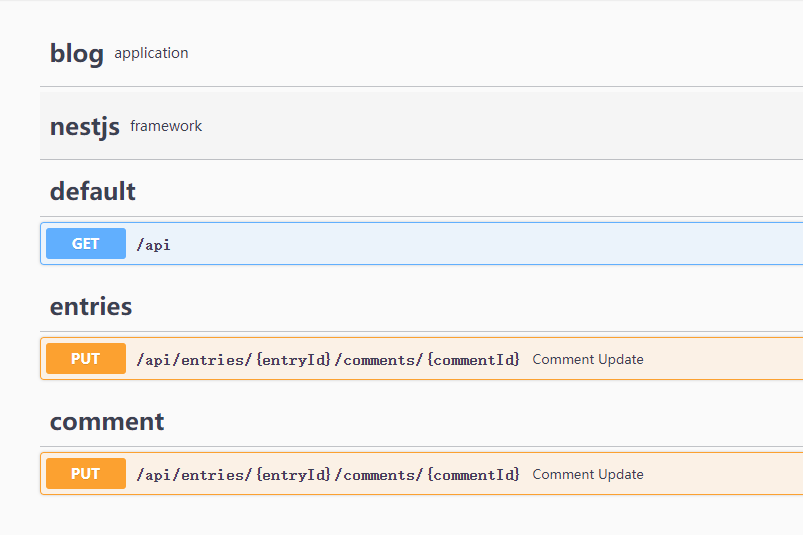 blog application
nestjs framework
default
GET /api
entries
PUT /api/entries/{entryId}/comments/{commentId} Comment Update
comment
PUT /api/entries/{entryId}/comments/{commentId} Comment Update